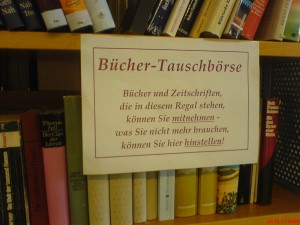 Bücher-Tauschbörse
Bücher und Zeitschriften,
die in diesem Regal stehen,
können Sie mitnehmen -
was Sie nicht mehr brauchen,
können Sie hier hinstellen!